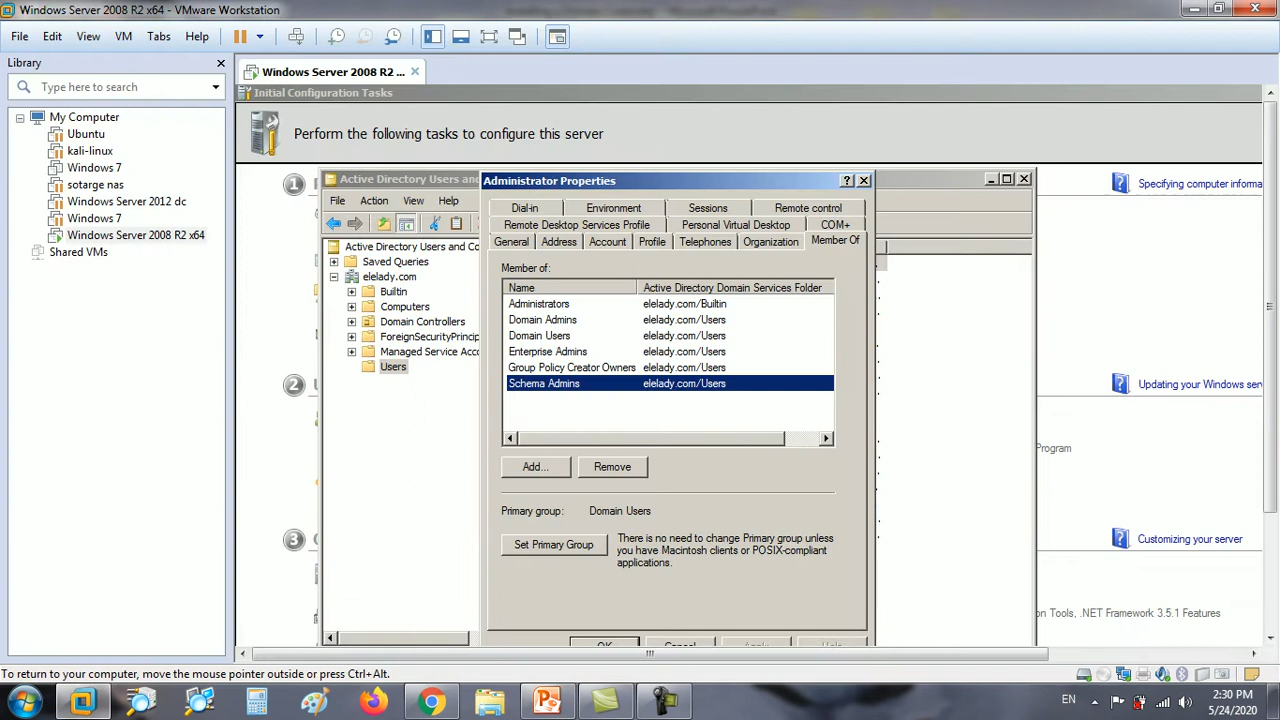 Windows Server 2008 R2 x64 - VMware Workstation
File Edit View VM Tabs Help
Library
Type here to search
My Computer
Ubuntu
kali-linux
Windows 7
sotarge nas
Windows Server 2012 dc
Windows 7
Windows Server 2008 R2 x64
Shared VMs
Windows Server 2008 R2 ...
Initial Configuration Tasks
Perform the following tasks to configure this server
1
Specifying computer informa
2
Updating your Windows ser
Program
3
Customizing your server
on Tools, .NET Framework 3.5.1 Features
Active Directory Users an
File Action View Help
Active Directory Users and Co
Saved Queries
elelady.com
Builtin
Computers
Domain Controllers
ForeignSecurityPrincip
Managed Service Acc
Users
Administrator Properties
Dial-in Environment Sessions Remote control
Remote Desktop Services Profile Personal Virtual Desktop COM+
General Address Account Profile Telephones Organization Member Of
Member of:
Name Active Directory Domain Services Folder
Administrators elelady.com/Builtin
Domain Admins elelady.com/Users
Domain Users elelady.com/Users
Enterprise Admins elelady.com/Users
Group Policy Creator Owners elelady.com/Users
Schema Admins elelady.com/Users
Add... Remove
Primary group: Domain Users
Set Primary Group
There is no need to change Primary group unless
you have Macintosh clients or POSIX-compliant
applications.
OK Cancel Apply Help
To return to your computer, move the mouse pointer outside or press Ctrl+Alt.
EN
2:30 PM
5/24/2020